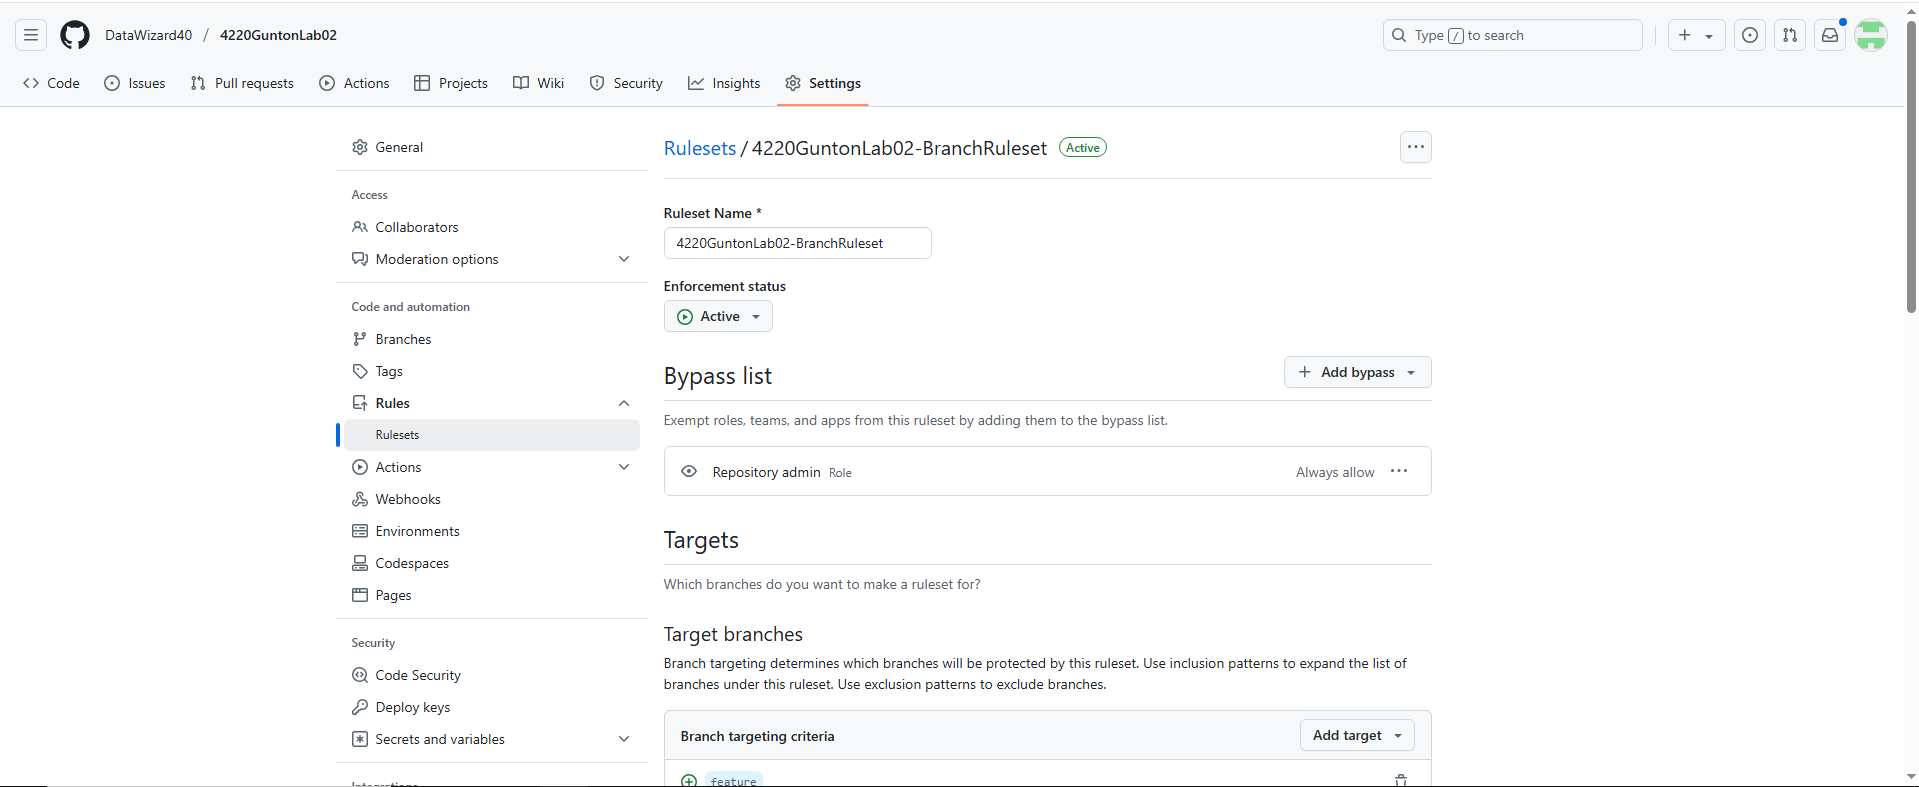 DataWizard40 / 4220GuntonLab02
Type / to search
Code Issues Pull requests Actions Projects Wiki Security Insights Settings
General
Access
Collaborators
Moderation options
Code and automation
Branches
Tags
Rules
Rulesets
Actions
Webhooks
Environments
Codespaces
Pages
Security
Code Security
Deploy keys
Secrets and variables
Integrations
Rulesets / 4220GuntonLab02-BranchRuleset Active
Ruleset Name *
4220GuntonLab02-BranchRuleset
Enforcement status
Active
Bypass list
Add bypass
Exempt roles, teams, and apps from this ruleset by adding them to the bypass list.
Repository admin Role Always allow
Targets
Which branches do you want to make a ruleset for?
Target branches
Branch targeting determines which branches will be protected by this ruleset. Use inclusion patterns to expand the list of
branches under this ruleset. Use exclusion patterns to exclude branches.
Branch targeting criteria Add target
feature